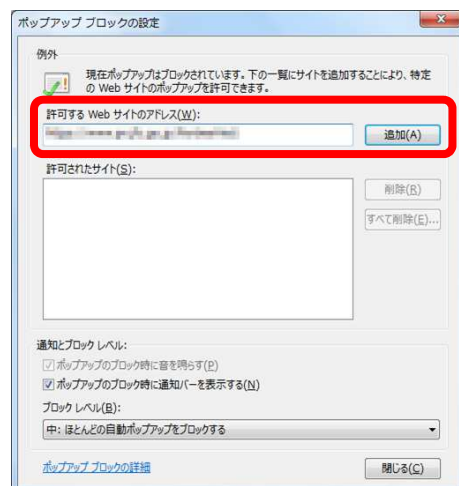 ポップアップ ブロックの設定
例外
現在ポップアップはブロックされています。下の一覧にサイトを追加することにより、特定
の Web サイトのポップアップを許可できます。
許可する Web サイトのアドレス(W):
追加(A)
許可されたサイト(S):
削除(R)
すべて削除(E)...
通知とブロック レベル:
ポップアップのブロック時に音を鳴らす(P)
ポップアップのブロック時に通知バーを表示する(N)
ブロック レベル(B):
中: ほとんどの自動ポップアップをブロックする
ポップアップ ブロックの詳細
閉じる(C)